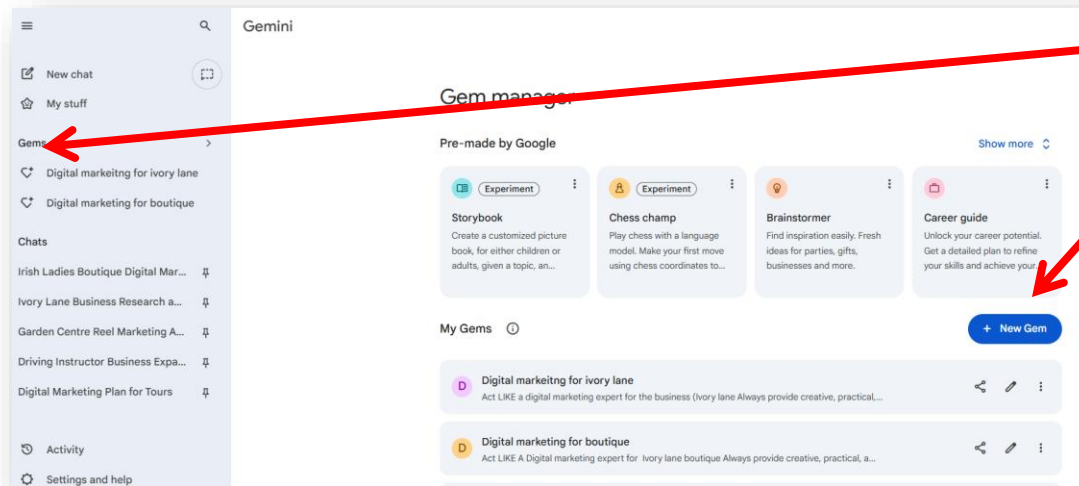 Gemini
New chat
My stuff
Gems
Digital markeitng for ivory lane
Digital marketing for boutique
Chats
Irish Ladies Boutique Digital Mar...
Ivory Lane Business Research a...
Garden Centre Reel Marketing A...
Driving Instructor Business Expa...
Digital Marketing Plan for Tours
Activity
Settings and help
Gem manager
Pre-made by Google
Show more
Experiment
Storybook
Create a customized picture
book, for either children or
adults, given a topic, an...
Experiment
Chess champ
Play chess with a language
model. Make your first move
using chess coordinates to...
Brainstormer
Find inspiration easily. Fresh
ideas for parties, gifts,
businesses and more.
Career guide
Unlock your career potential.
Get a detailed plan to refine
your skills and achieve your...
My Gems
+ New Gem
D
Digital markeitng for ivory lane
Act LIKE a digital marketing expert for the business (Ivory lane Always provide creative, practical,...
D
Digital marketing for boutique
Act LIKE A Digital marketing expert for Ivory lane boutique Always provide creative, practical, a...